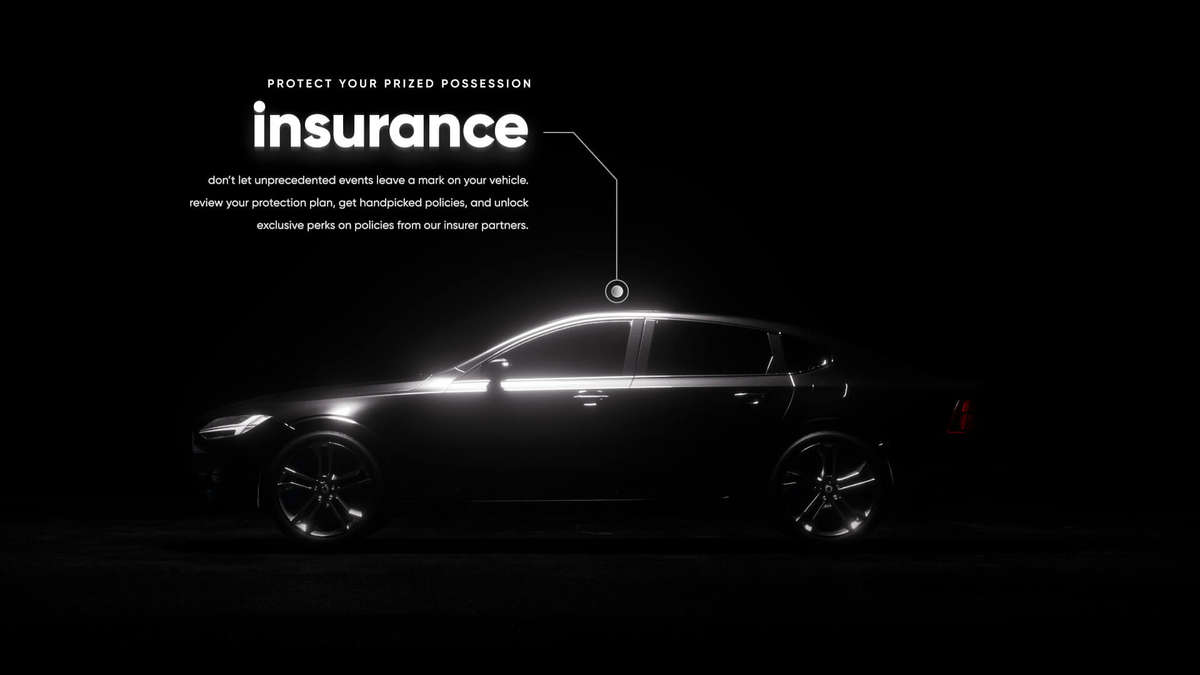 PROTECT YOUR PRIZED POSSESSION
insurance
don’t let unprecedented events leave a mark on your vehicle.
review your protection plan, get handpicked policies, and unlock
exclusive perks on policies from our insurer partners.